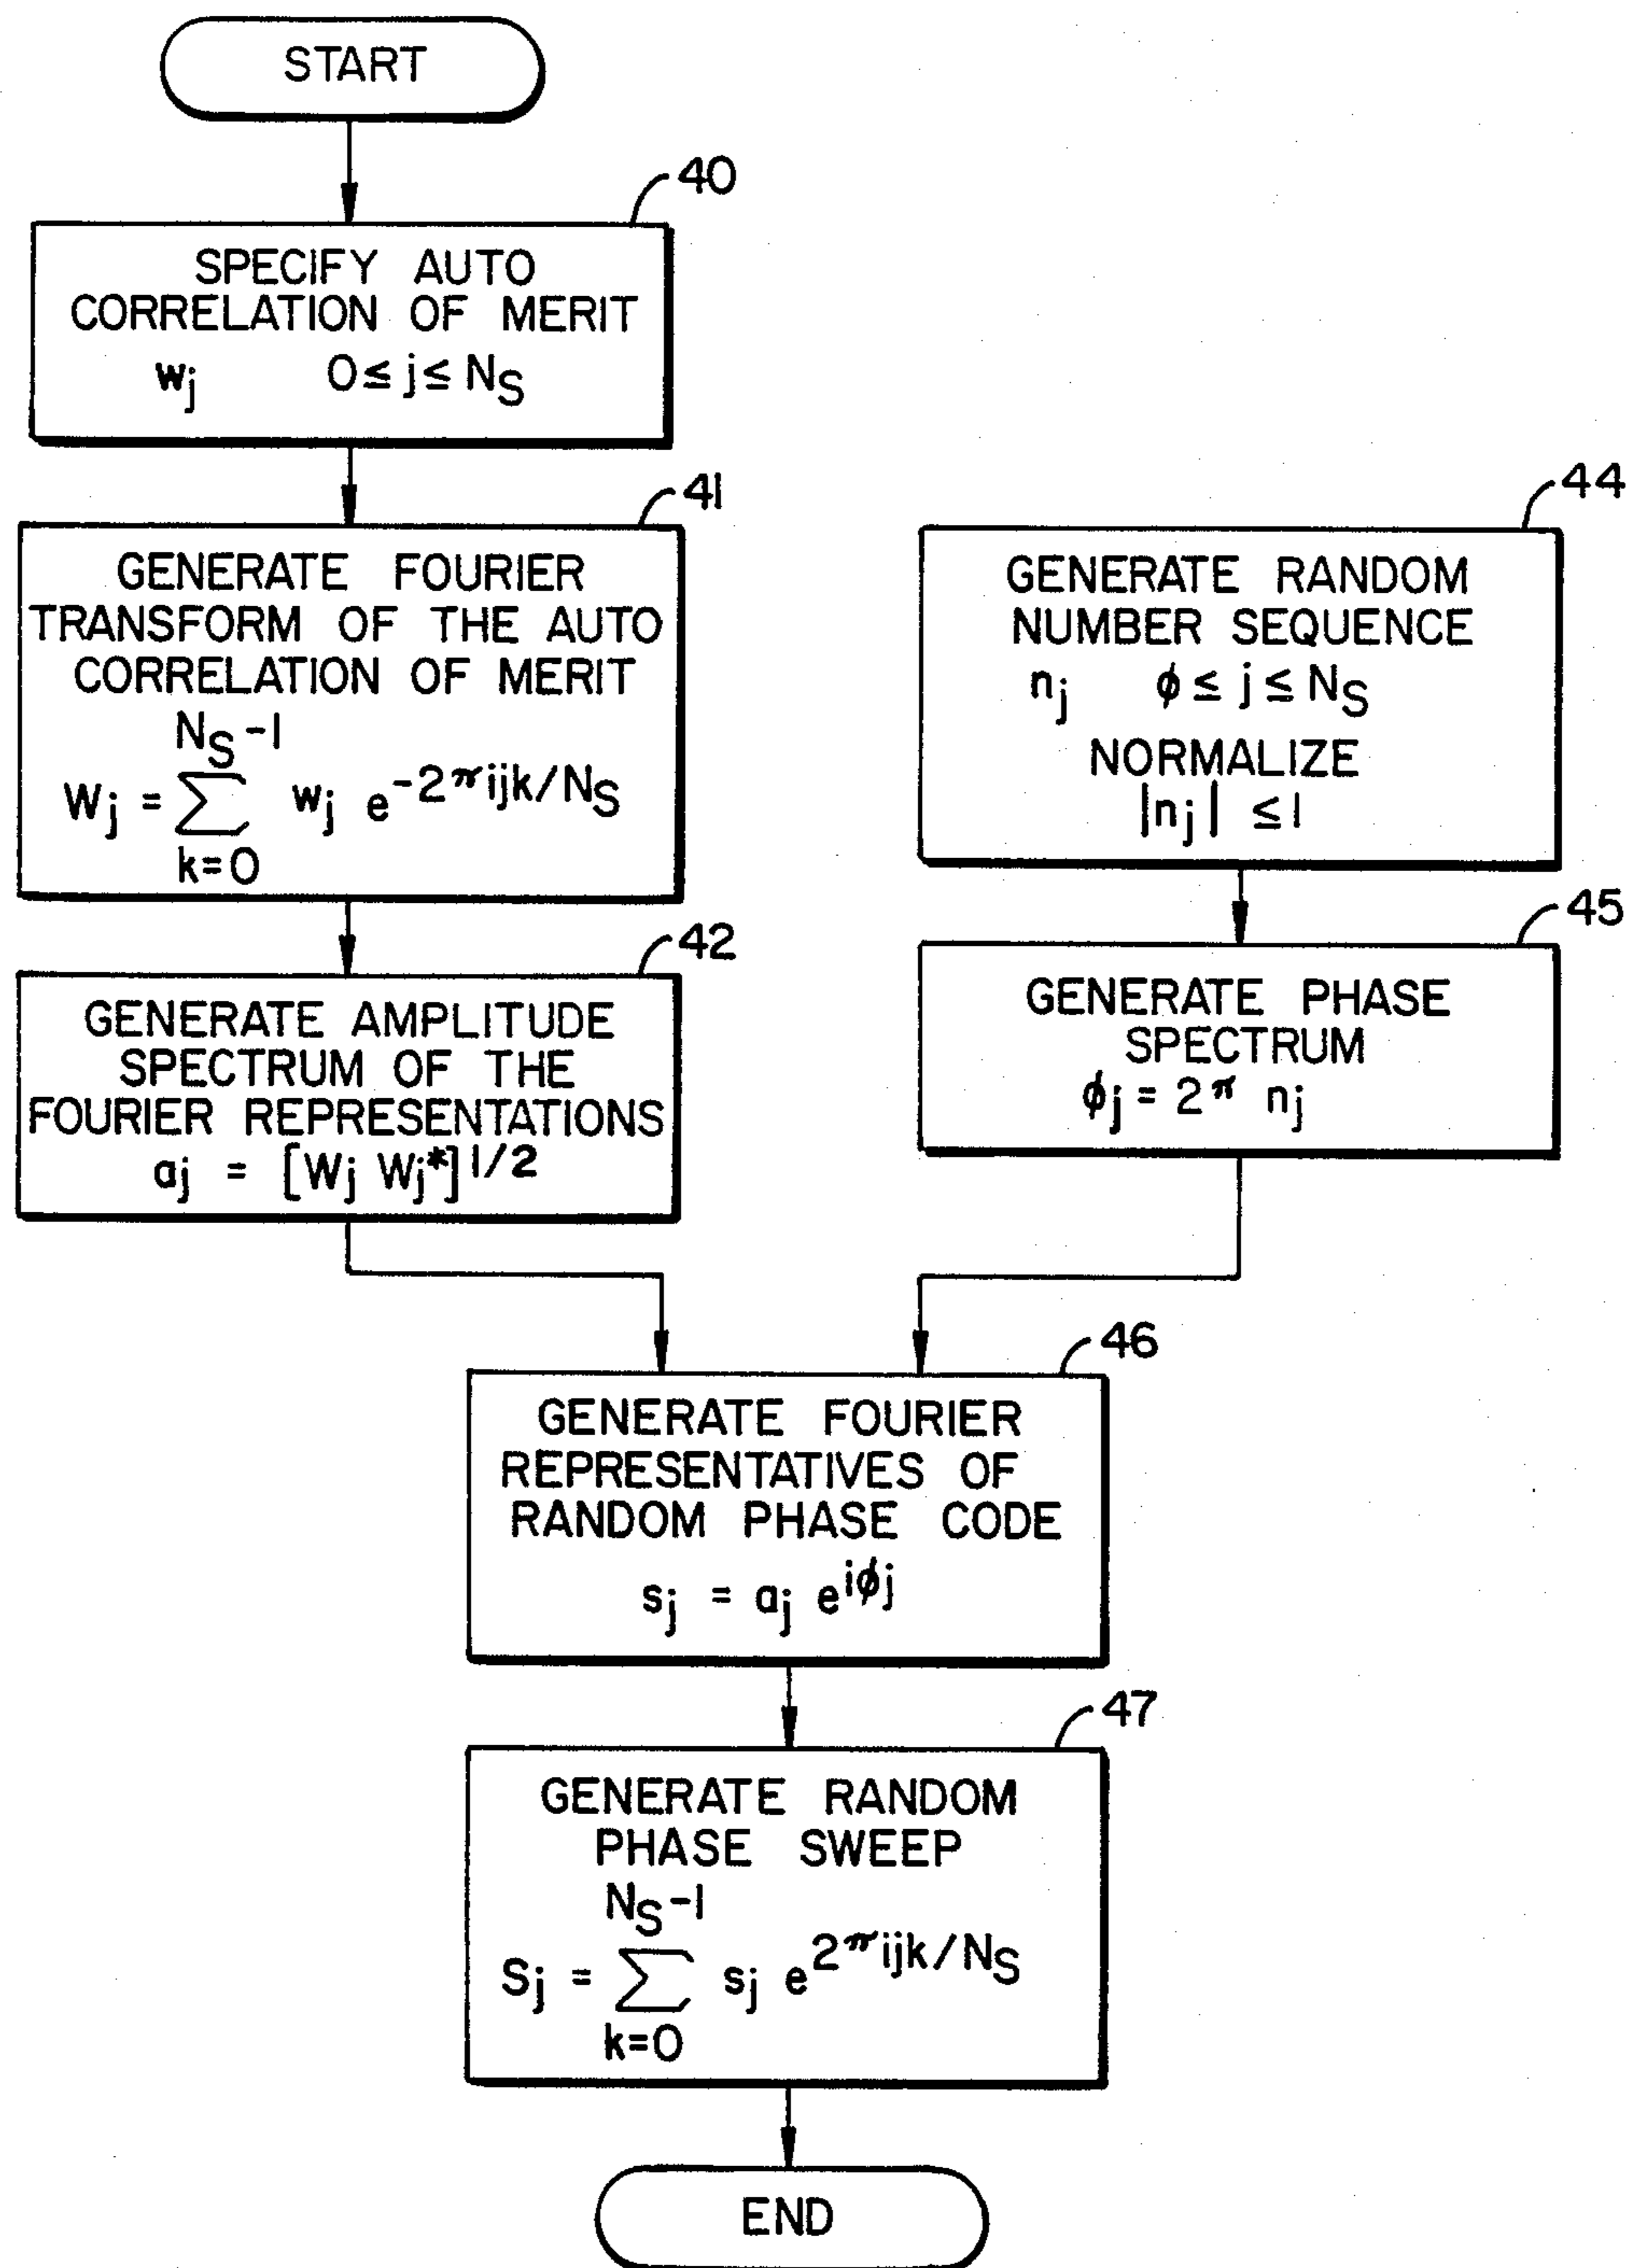 START
40
SPECIFY AUTO
CORRELATION OF MERIT
wj 0 ≤ j ≤ NS
41
GENERATE FOURIER
TRANSFORM OF THE AUTO
CORRELATION OF MERIT
NS-1
Wj = ∑ wj e-2πijk/NS
k=0
42
GENERATE AMPLITUDE
SPECTRUM OF THE
FOURIER REPRESENTATIONS
aj = [Wj Wj*]1/2
44
GENERATE RANDOM
NUMBER SEQUENCE
nj ϕ ≤ j ≤ NS
NORMALIZE
|nj| ≤ 1
45
GENERATE PHASE
SPECTRUM
ϕj = 2π nj
46
GENERATE FOURIER
REPRESENTATIVES OF
RANDOM PHASE CODE
sj = aj eiϕj
47
GENERATE RANDOM
PHASE SWEEP
NS-1
Sj = ∑ sj e2πijk/NS
k=0
END